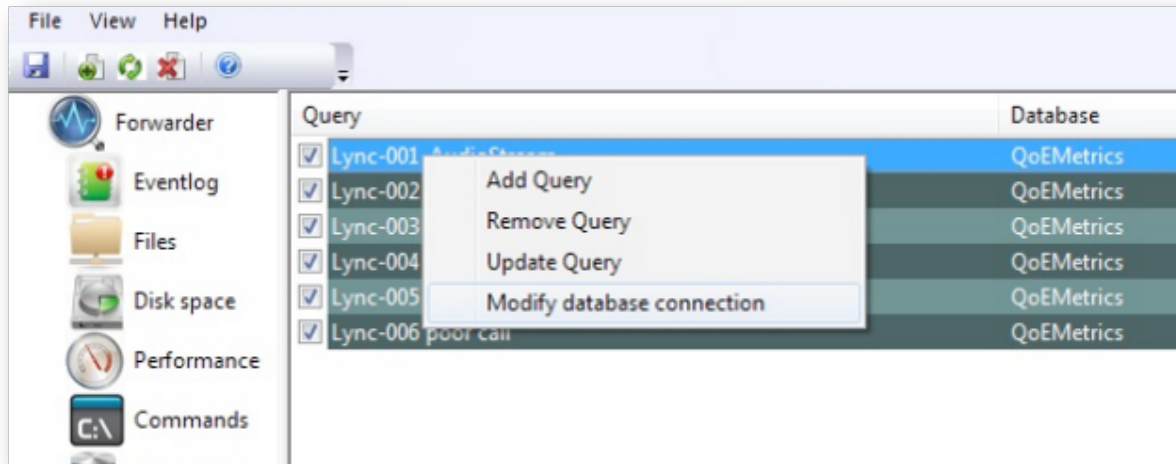 File View Help
Forwarder
Eventlog
Files
Disk space
Performance
Commands
C:\
Query Database
Lync-001 AudioStream QoEMetrics
Lync-002 QoEMetrics
Lync-003 QoEMetrics
Lync-004 QoEMetrics
Lync-005 QoEMetrics
Lync-006 poor call QoEMetrics
Add Query
Remove Query
Update Query
Modify database connection